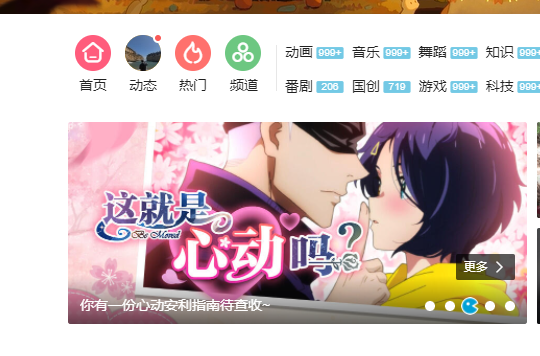 首页 动态 热门 频道
动画 999+ 音乐 999+ 舞蹈 999+ 知识 999+
番剧 206 国创 719 游戏 999+ 科技 999+
这就是
Be Moved
心动吗?
更多
你有一份心动安利指南待查收~